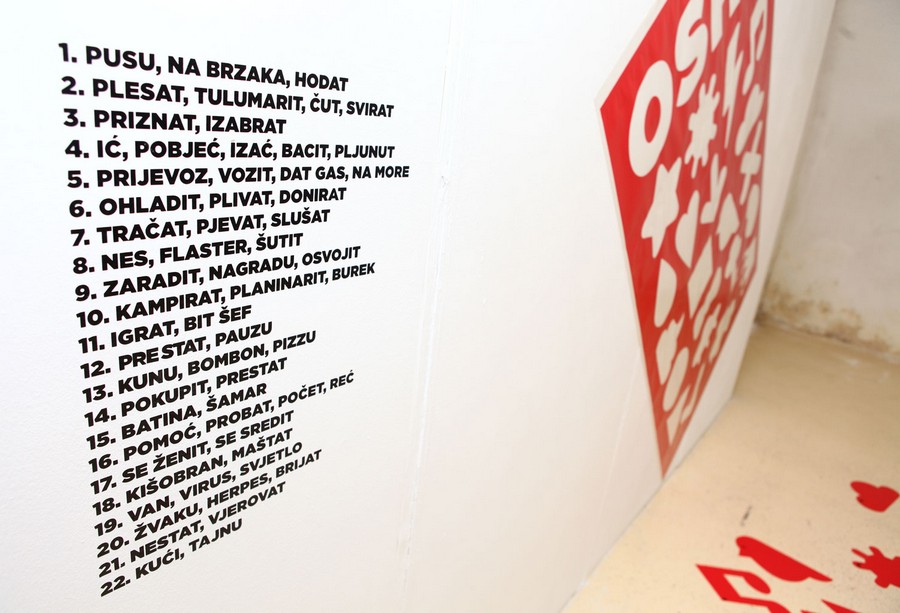 1. PUSU, NA BRZAKA, HODAT
2. PLESAT, TULUMARIT, ČUT, SVIRAT
3. PRIZNAT, IZABRAT
4. IĆ, POBJEĆ, IZAĆ, BACIT, PLJUNUT
5. PRIJEVOZ, VOZIT, DAT GAS, NA MORE
6. OHLADIT, PLIVAT, DONIRAT
7. TRAČAT, PJEVAT, SLUŠAT
8. NES, FLASTER, ŠUTIT
9. ZARADIT, NAGRADU, OSVOJIT
10. KAMPIRAT, PLANINARIT, BUREK
11. IGRAT, BIT ŠEF
12. PRESTAT, PAUZU
13. KUNU, BOMBON, PIZZU
14. POKUPIT, PRESTAT
15. BATINA, ŠAMAR
16. POMOĆ, PROBAT, POČET, REĆ
17. SE ŽENIT, SE SREDIT
18. KIŠOBRAN, MAŠTAT
19. VAN, VIRUS, SVJETLO
20. ŽVAKU, HERPES, BRIJAT
21. NESTAT, VJEROVAT
22. KUĆI, TAJNU